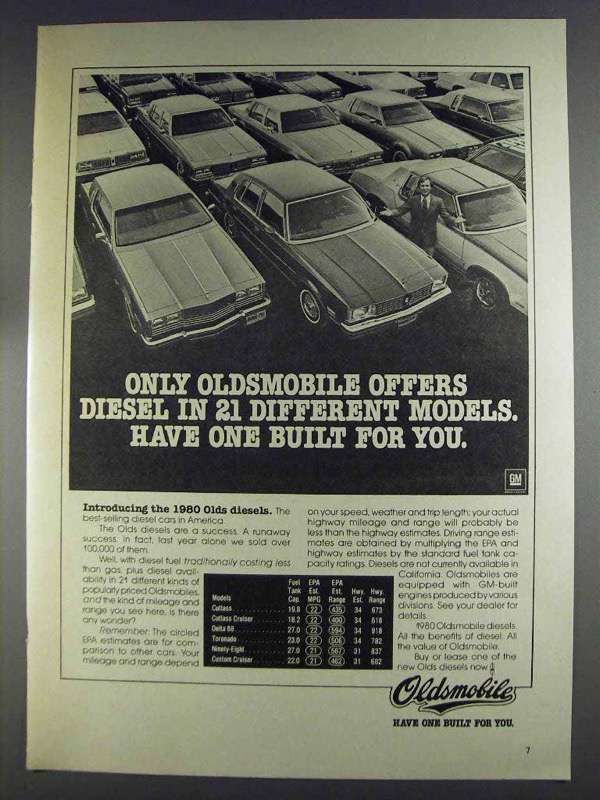 ONLY OLDSMOBILE OFFERS
DIESEL IN 21 DIFFERENT MODELS.
HAVE ONE BUILT FOR YOU.
GM
Introducing the 1980 Olds diesels. The
best-selling diesel cars in America.
The Olds diesels are a success. A runaway
success. In fact, last year alone we sold over
100,000 of them.
Well, with diesel fuel traditionally costing less
than gas, plus diesel avail-
ability in 21 different kinds of
popularly priced Oldsmobiles,
and the kind of mileage and
range you see here, is there
any wonder?
Remember: The circled
EPA estimates are for com-
parison to other cars. Your
mileage and range depend
on your speed, weather and trip length; your actual
highway mileage and range will probably be
less than the highway estimates. Driving range esti-
mates are obtained by multiplying the EPA and
highway estimates by the standard fuel tank ca-
pacity ratings. Diesels are not currently available in
California. Oldsmobiles are
equipped with GM-built
engines produced by various
divisions. See your dealer for
details.
1980 Oldsmobile diesels.
All the benefits of diesel. All
the value of Oldsmobile.
Buy or lease one of the
new Olds diesels now.
Models Fuel Tank Cap. EPA Est. MPG EPA Est. Range Hwy. Est. Hwy. Range
Cutlass 19.8 22 435 34 673
Cutlass Cruiser 18.2 22 400 34 618
Delta 88 27.0 22 594 34 918
Toronado 23.0 22 506 34 782
Ninety-Eight 27.0 21 567 31 837
Custom Cruiser 22.0 21 462 31 682
Oldsmobile
HAVE ONE BUILT FOR YOU.
7